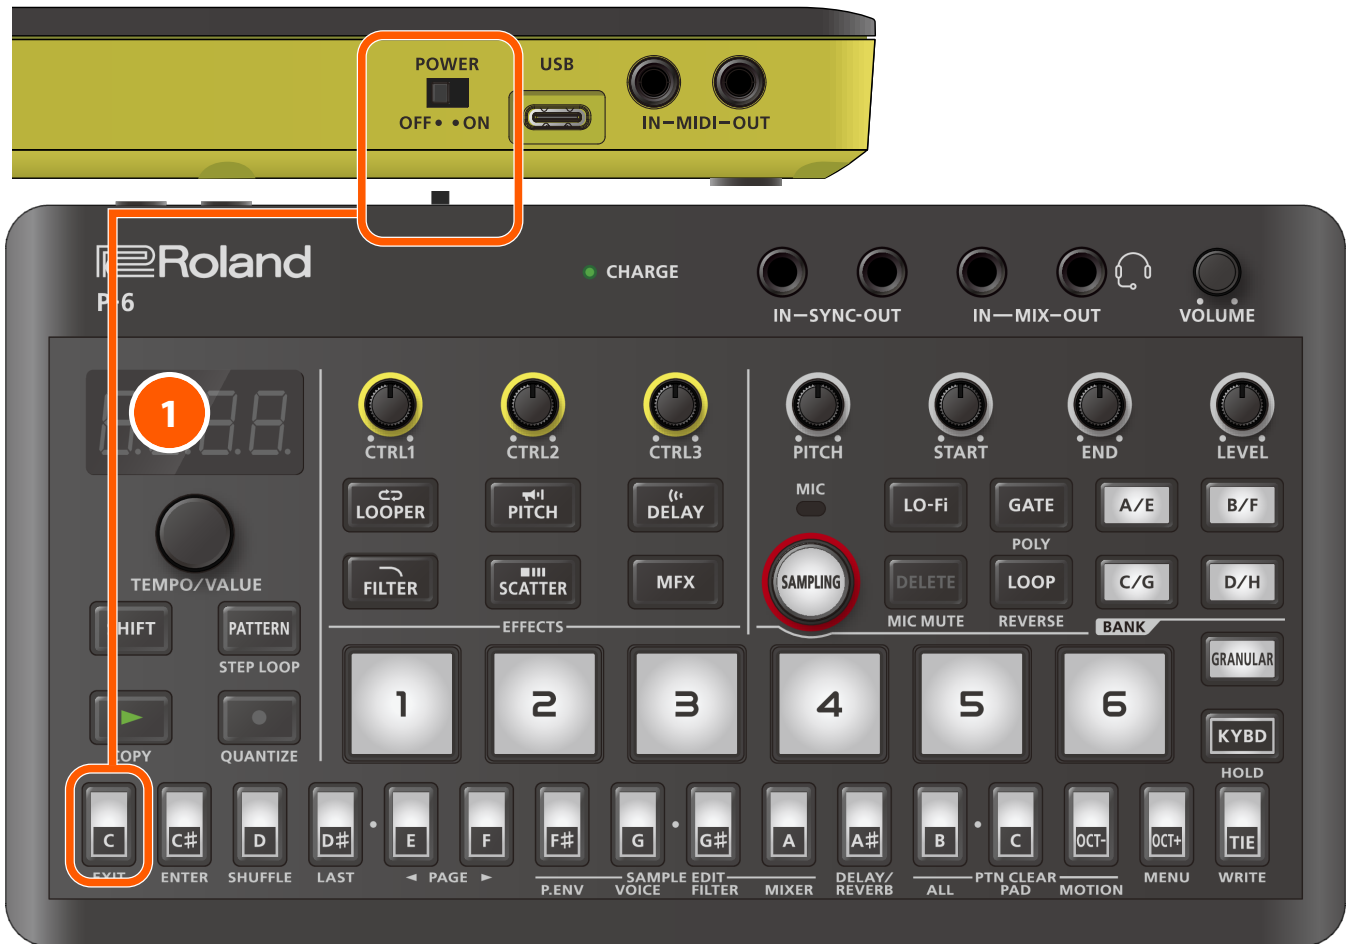 POWER USB
OFF• •ON IN–MIDI–OUT
Roland
P-6
CHARGE
IN–SYNC-OUT IN–MIX–OUT VOLUME
1
CTRL1 CTRL2 CTRL3 PITCH START END LEVEL
LOOPER PITCH DELAY MIC LO-Fi GATE A/E B/F
POLY
TEMPO/VALUE FILTER SCATTER MFX SAMPLING DELETE LOOP C/G D/H
EFFECTS MIC MUTE REVERSE BANK
SHIFT PATTERN
STEP LOOP
1 2 3 4 5 6 GRANULAR
KYBD
COPY QUANTIZE HOLD
C C# D D# E F F# G G# A A# B C OCT- OCT+ TIE
EXIT ENTER SHUFFLE LAST ◄ PAGE ► SAMPLE EDIT DELAY/ PTN CLEAR MENU WRITE
P.ENV VOICE FILTER MIXER REVERB ALL PAD MOTION